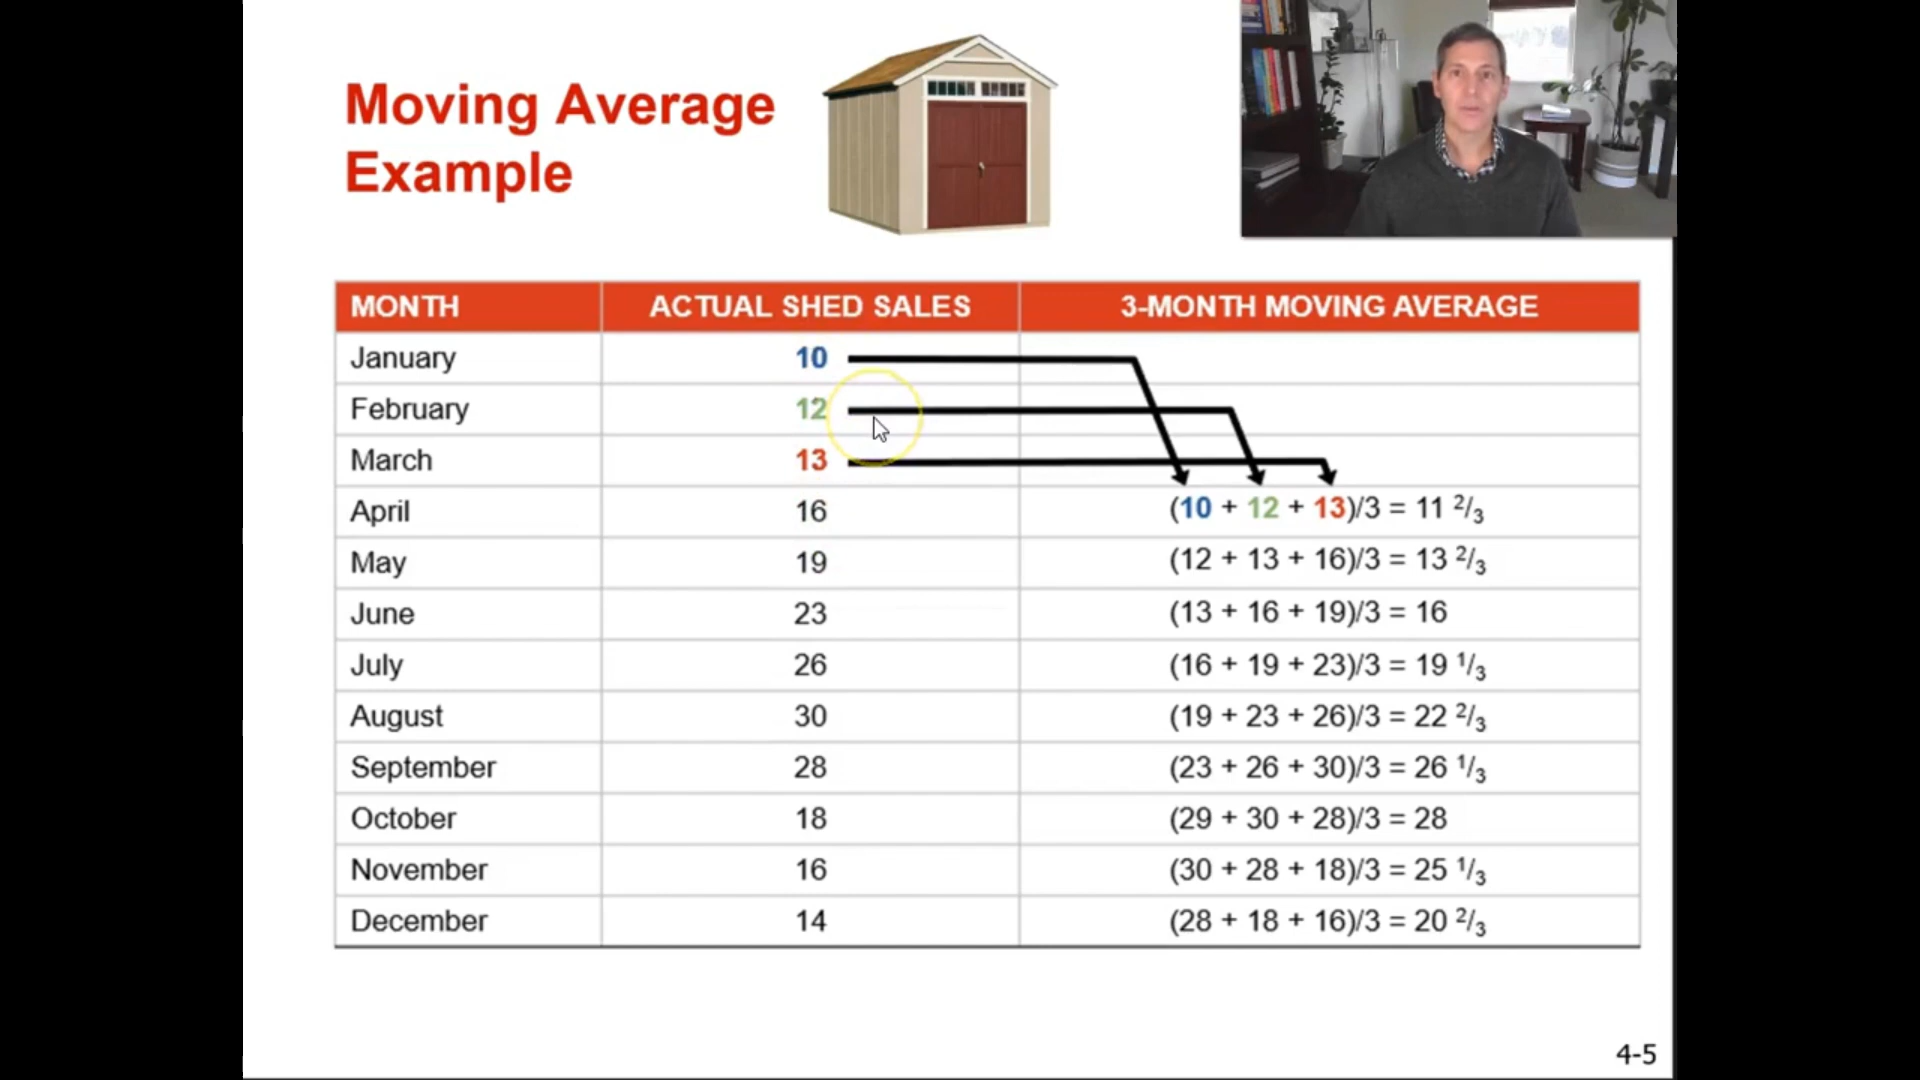 Moving Average
Example
MONTH ACTUAL SHED SALES 3-MONTH MOVING AVERAGE
January 10
February 12
March 13
April 16 (10 + 12 + 13)/3 = 11 2/3
May 19 (12 + 13 + 16)/3 = 13 2/3
June 23 (13 + 16 + 19)/3 = 16
July 26 (16 + 19 + 23)/3 = 19 1/3
August 30 (19 + 23 + 26)/3 = 22 2/3
September 28 (23 + 26 + 30)/3 = 26 1/3
October 18 (29 + 30 + 28)/3 = 28
November 16 (30 + 28 + 18)/3 = 25 1/3
December 14 (28 + 18 + 16)/3 = 20 2/3
4-5